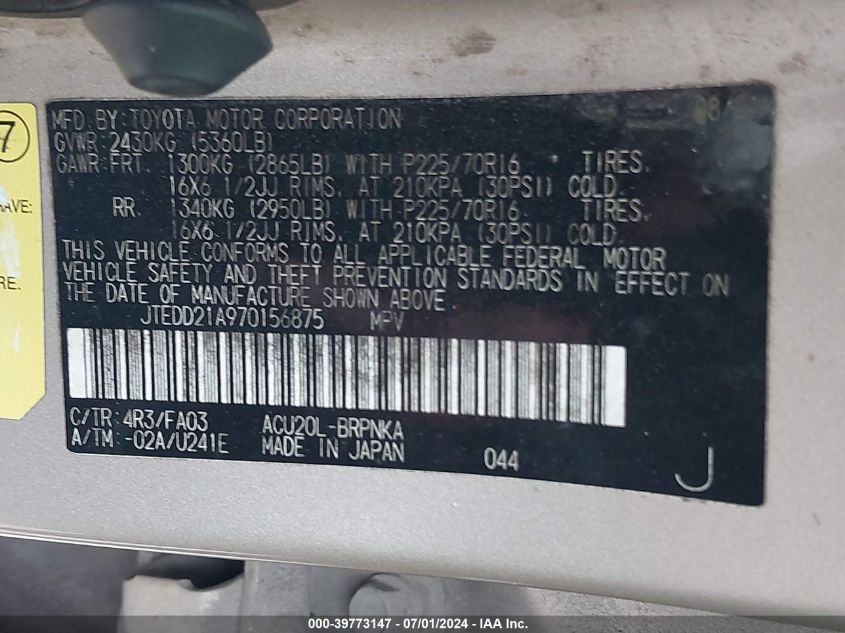 7
AVE:
RE.
MFD. BY: TOYOTA MOTOR CORPORATION 08/
GVWR: 2430KG (5360LB)
GAWR: FRT. 1300KG (2865LB) WITH P225/70R16 TIRES,
16X6 1/2JJ RIMS, AT 210KPA (30PSI) COLD.
RR. 1340KG (2950LB) WITH P225/70R16 TIRES,
16X6 1/2JJ RIMS, AT 210KPA (30PSI) COLD.
THIS VEHICLE CONFORMS TO ALL APPLICABLE FEDERAL MOTOR
VEHICLE SAFETY AND THEFT PREVENTION STANDARDS IN EFFECT ON
THE DATE OF MANUFACTURE SHOWN ABOVE.
JTEDD21A970156875 MPV
C/TR: 4R3/FA03 ACU20L-BRPNKA
A/TM: -02A/U241E MADE IN JAPAN 044 J
000-39773147 - 07/01/2024 - IAA Inc.